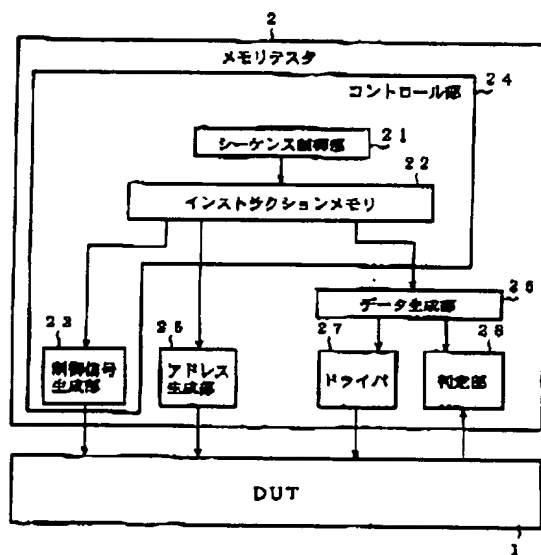 2
メモリテスタ
コントロール部
24
21
シーケンス制御部
22
インストラクションメモリ
26
データ生成部
23
制御信号
生成部
25
アドレス
生成部
27
ドライバ
28
判定部
DUT
1